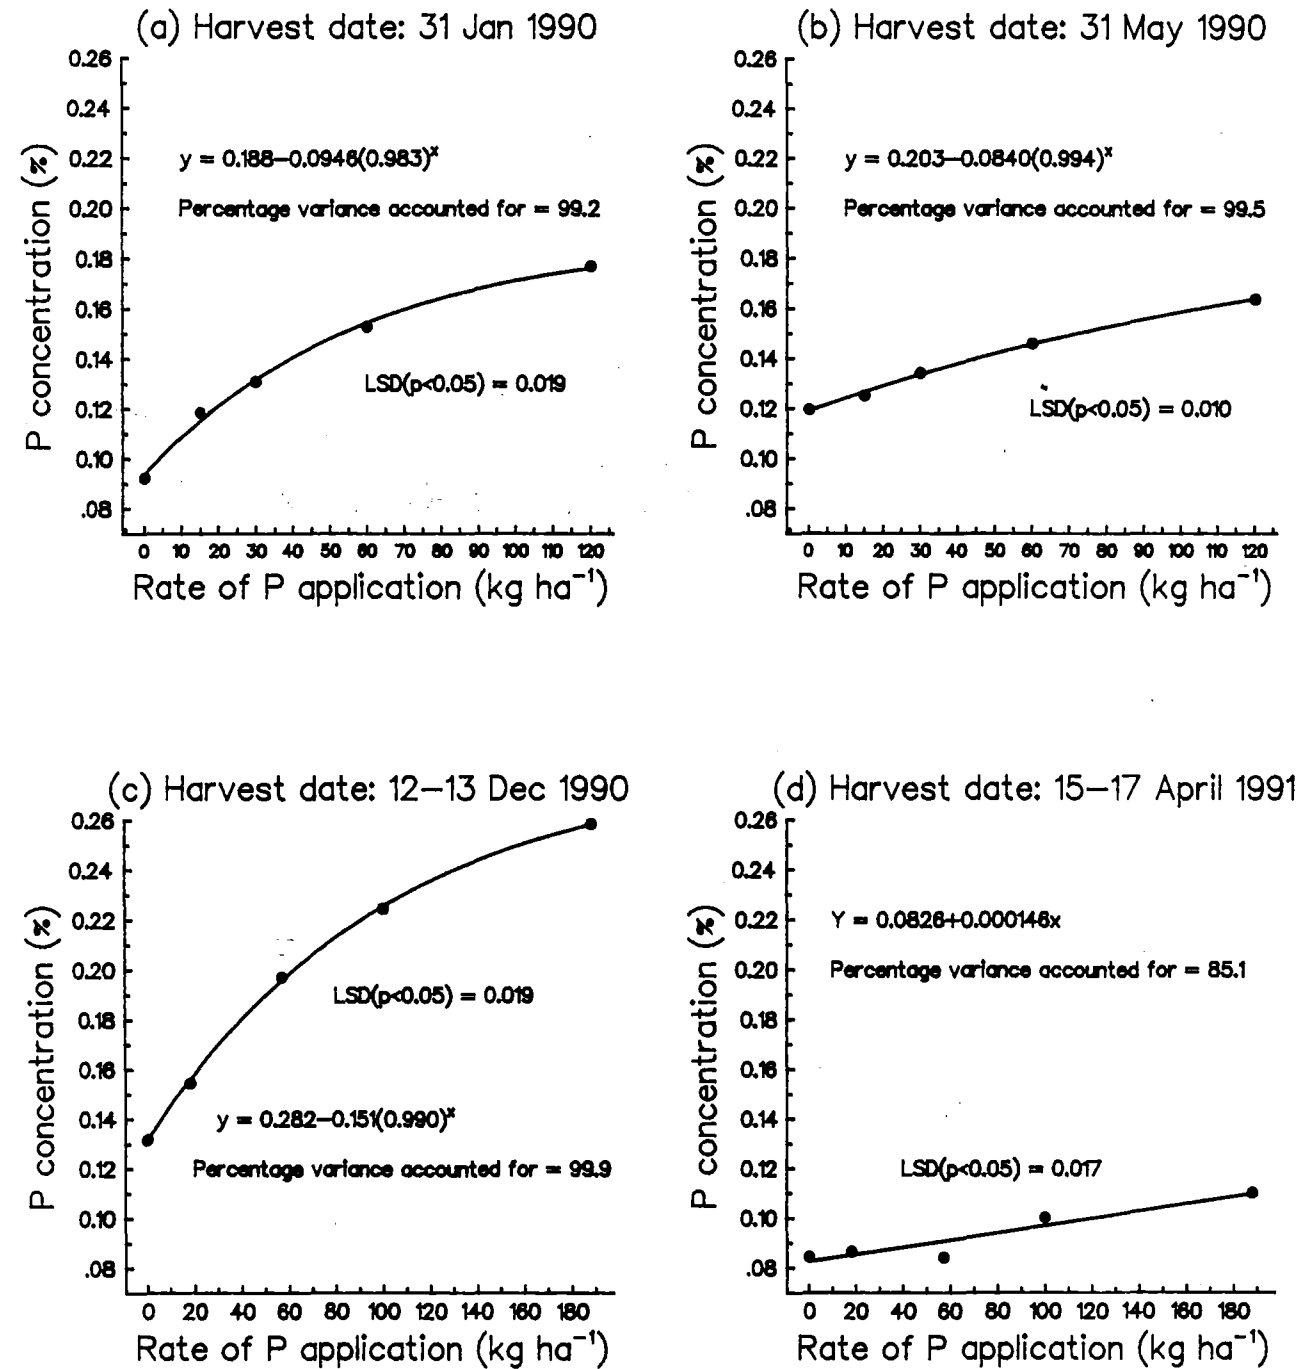 (a) Harvest date: 31 Jan 1990
P concentration (%)
0.26
0.24
0.22
0.20
0.18
0.16
0.14
0.12
0.10
.08
y = 0.188–0.0946(0.983)^x
Percentage variance accounted for = 99.2
LSD(p<0.05) = 0.019
0 10 20 30 40 50 60 70 80 90 100 110 120
Rate of P application (kg ha⁻¹)
(b) Harvest date: 31 May 1990
P concentration (%)
0.26
0.24
0.22
0.20
0.18
0.16
0.14
0.12
0.10
.08
y = 0.203–0.0840(0.994)^x
Percentage variance accounted for = 99.5
LSD(p<0.05) = 0.010
0 10 20 30 40 50 60 70 80 90 100 110 120
Rate of P application (kg ha⁻¹)
(c) Harvest date: 12–13 Dec 1990
P concentration (%)
0.26
0.24
0.22
0.20
0.18
0.16
0.14
0.12
0.10
.08
LSD(p<0.05) = 0.019
y = 0.282–0.151(0.990)^x
Percentage variance accounted for = 99.9
0 20 40 60 80 100 120 140 160 180
Rate of P application (kg ha⁻¹)
(d) Harvest date: 15–17 April 1991
P concentration (%)
0.26
0.24
0.22
0.20
0.18
0.16
0.14
0.12
0.10
.08
Y = 0.0826+0.000146x
Percentage variance accounted for = 85.1
LSD(p<0.05) = 0.017
0 20 40 60 80 100 120 140 160 180
Rate of P application (kg ha⁻¹)